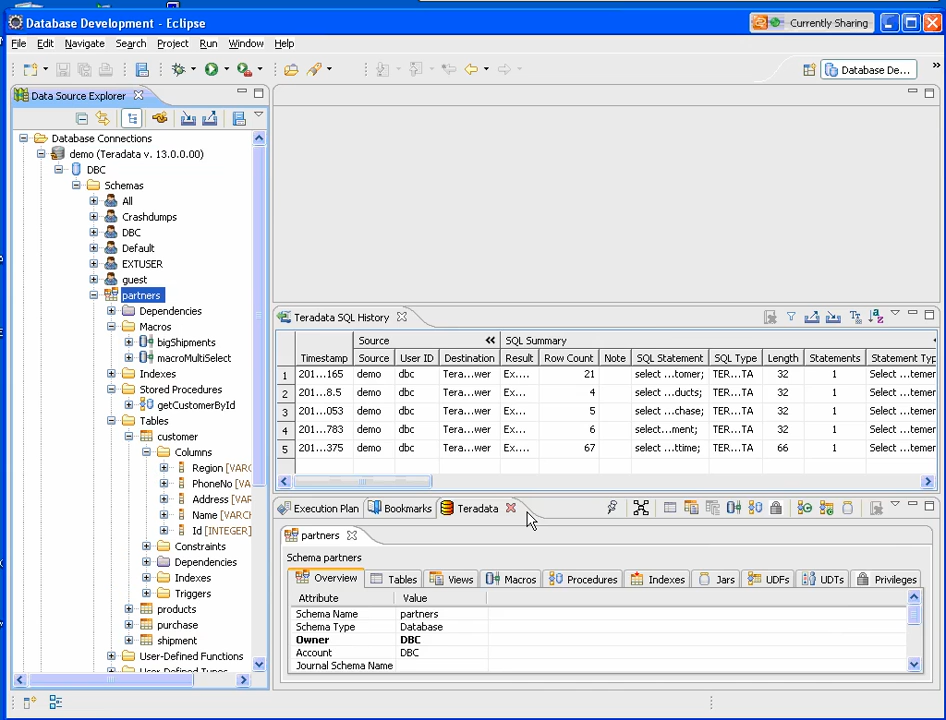 Database Development - Eclipse
Currently Sharing
File Edit Navigate Search Project Run Window Help
Database De...
Data Source Explorer
Database Connections
demo (Teradata v. 13.0.0.00)
DBC
Schemas
All
Crashdumps
DBC
Default
EXTUSER
guest
partners
Dependencies
Macros
bigShipments
macroMultiSelect
Indexes
Stored Procedures
getCustomerById
Tables
customer
Columns
Region [VARC
PhoneNo [VAR
Address [VAR
Name [VARC
Id [INTEGER]
Constraints
Dependencies
Indexes
Triggers
products
purchase
shipment
User-Defined Functions
User-Defined Types
Teradata SQL History
Source SQL Summary
Timestamp Source User ID Destination Result Row Count Note SQL Statement SQL Type Length Statements Statement Typ
1 201...165 demo dbc Tera...wer Ex.... 21 select ...tomer; TER...TA 32 1 Select ...temer
2 201...8.5 demo dbc Tera...wer Ex.... 4 select ...ducts; TER...TA 32 1 Select ...temer
3 201...053 demo dbc Tera...wer Ex.... 5 select ...chase; TER...TA 32 1 Select ...temer
4 201...783 demo dbc Tera...wer Ex.... 6 select...ment; TER...TA 32 1 Select ...temer
5 201...375 demo dbc Tera...wer Ex.... 67 select ...ttime; TER...TA 66 1 Select ...temer
Execution Plan Bookmarks Teradata
partners
Schema partners
Overview Tables Views Macros Procedures Indexes Jars UDFs UDTs Privileges
Attribute Value
Schema Name partners
Schema Type Database
Owner DBC
Account DBC
Journal Schema Name